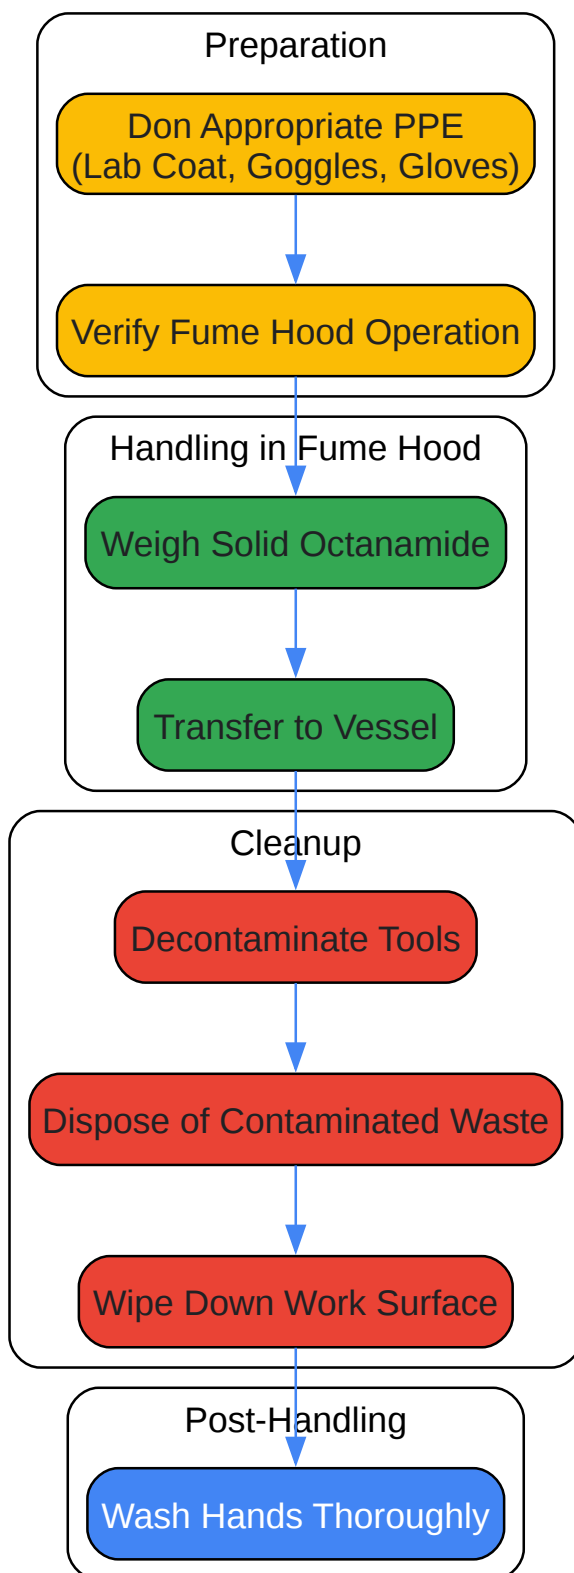 Preparation
Don Appropriate PPE
(Lab Coat, Goggles, Gloves)
Verify Fume Hood Operation
Handling in Fume Hood
Weigh Solid Octanamide
Transfer to Vessel
Cleanup
Decontaminate Tools
Dispose of Contaminated Waste
Wipe Down Work Surface
Post-Handling
Wash Hands Thoroughly